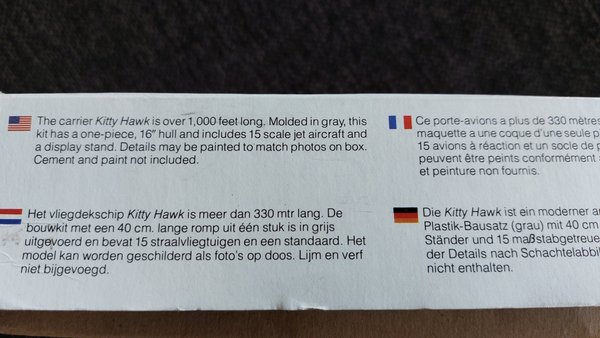 The carrier Kitty Hawk is over 1,000 feet long. Molded in gray, this
kit has a one-piece, 16" hull and includes 15 scale jet aircraft and
a display stand. Details may be painted to match photos on box.
Cement and paint not included.
Ce porte-avions a plus de 330 mètres
maquette a une coque d'une seule p
15 avions à réaction et un socle de p
peuvent être peints conformément
et peinture non fournis.
Het vliegdekschip Kitty Hawk is meer dan 330 mtr lang. De
bouwkit met een 40 cm. lange romp uit één stuk is in grijs
uitgevoerd en bevat 15 straalvliegtuigen en een standaard. Het
model kan worden geschilderd als foto's op doos. Lijm en verf
niet bijgevoegd.
Die Kitty Hawk ist ein moderner
Plastik-Bausatz (grau) mit 40 cm
Ständer und 15 maßstabgetreue
der Details nach Schachtelabbil
nicht enthalten.